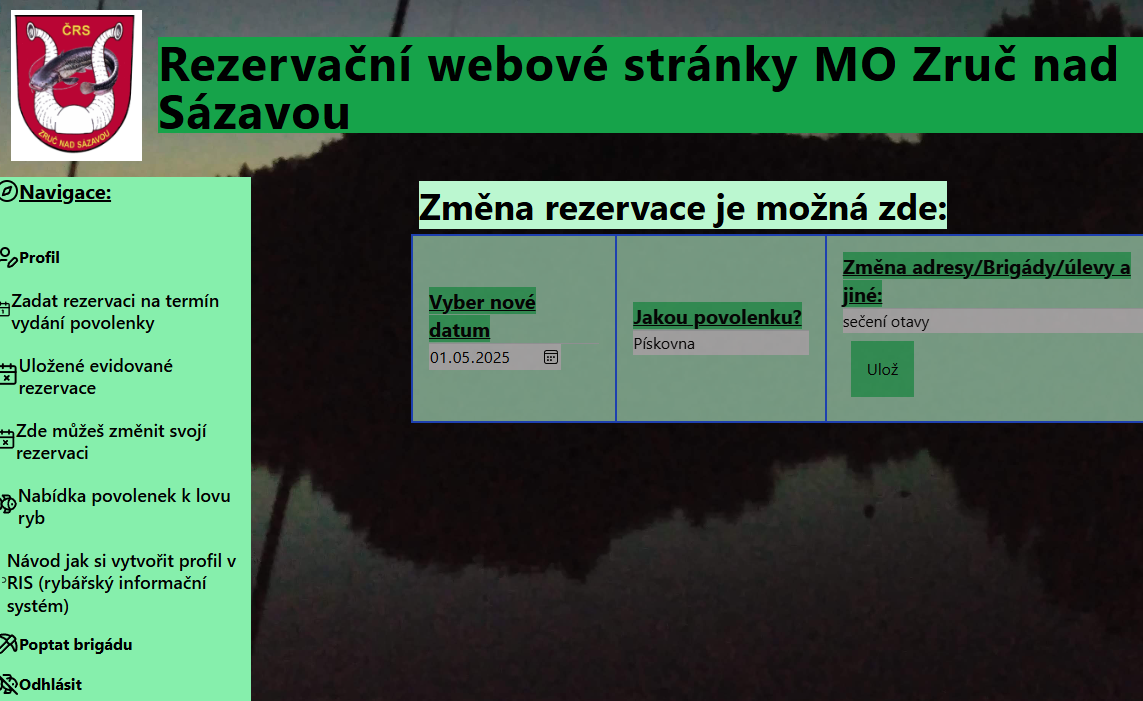 ČRS
ZRUČ NAD SÁZAVOU
Rezervační webové stránky MO Zruč nad
Sázavou
Navigace:
Profil
Zadat rezervaci na termín
vydání povolenky
Uložené evidované
rezervace
Zde můžeš změnit svojí
rezervaci
Nabídka povolenek k lovu
ryb
Návod jak si vytvořit profil v
RIS (rybářský informační
systém)
Poptat brigádu
Odhlásit
Změna rezervace je možná zde:
Vyber nové
datum
01.05.2025
Jakou povolenku?
Pískovna
Změna adresy/Brigády/úlevy a
jiné:
sečení otavy
Ulož